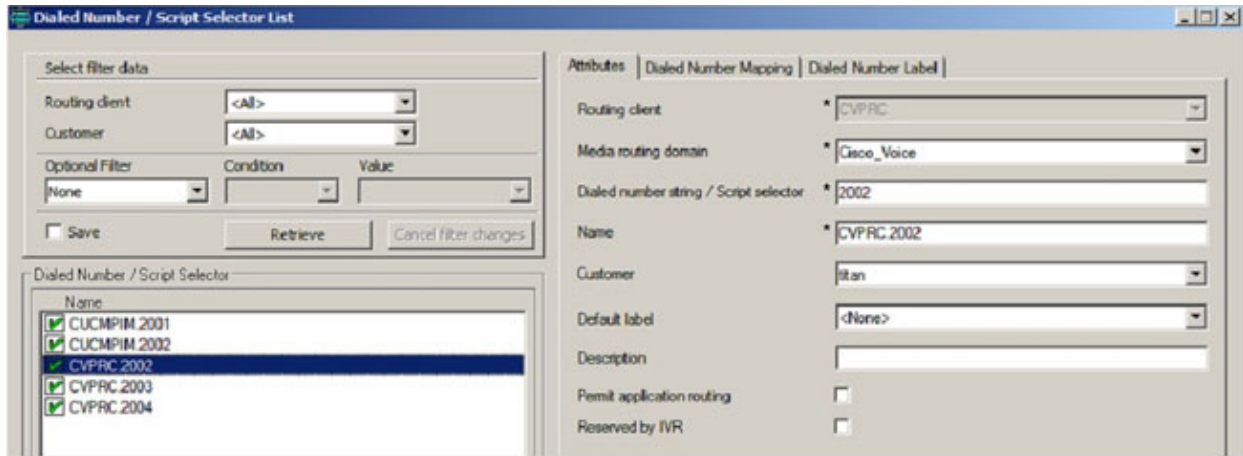 Dialed Number / Script Selector List
Select filter data
Routing client <All>
Customer <All>
Optional Filter Condition Value
None
Save Retrieve Cancel filter changes
Dialed Number / Script Selector
Name
CUCMPIM.2001
CUCMPIM.2002
CVPRC.2002
CVPRC.2003
CVPRC.2004
Attributes Dialed Number Mapping Dialed Number Label
Routing client * CVPRC
Media routing domain * Cisco_Voice
Dialed number string / Script selector * 2002
Name * CVPRC.2002
Customer titan
Default label <None>
Description
Permit application routing
Reserved by IVR